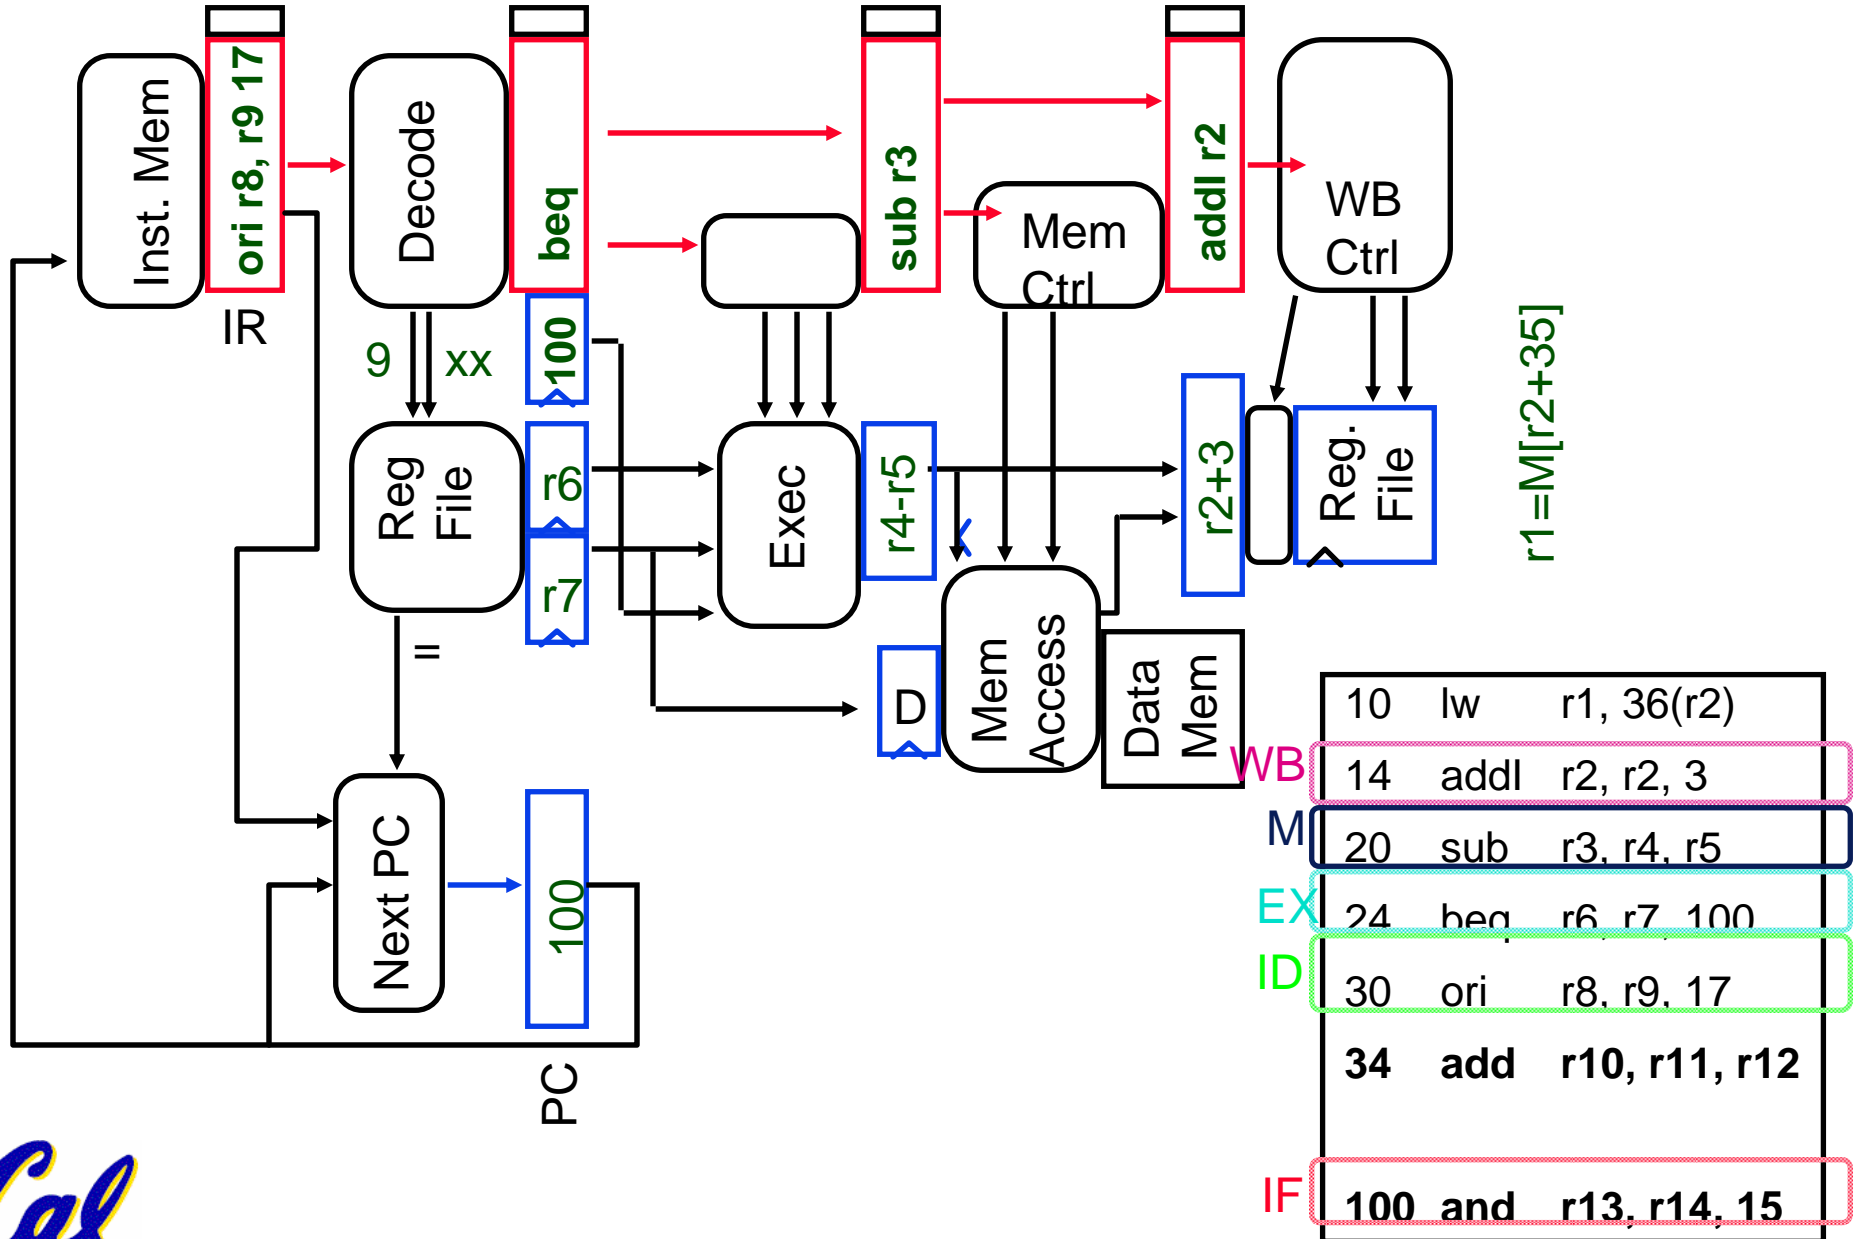 Inst. Mem
ori r8, r9 17
IR
Decode
beq
sub r3
Mem
Ctrl
addI r2
WB
Ctrl
9
xx
100
Reg
File
r6
r7
Exec
r4-r5
r2+3
Reg.
File
r1=M[r2+35]
=
D
Mem
Access
Data
Mem
Next PC
100
PC
10 lw r1, 36(r2)
WB 14 addI r2, r2, 3
M 20 sub r3, r4, r5
EX 24 beq r6, r7, 100
ID 30 ori r8, r9, 17
34 add r10, r11, r12
IF 100 and r13, r14, 15
Cal